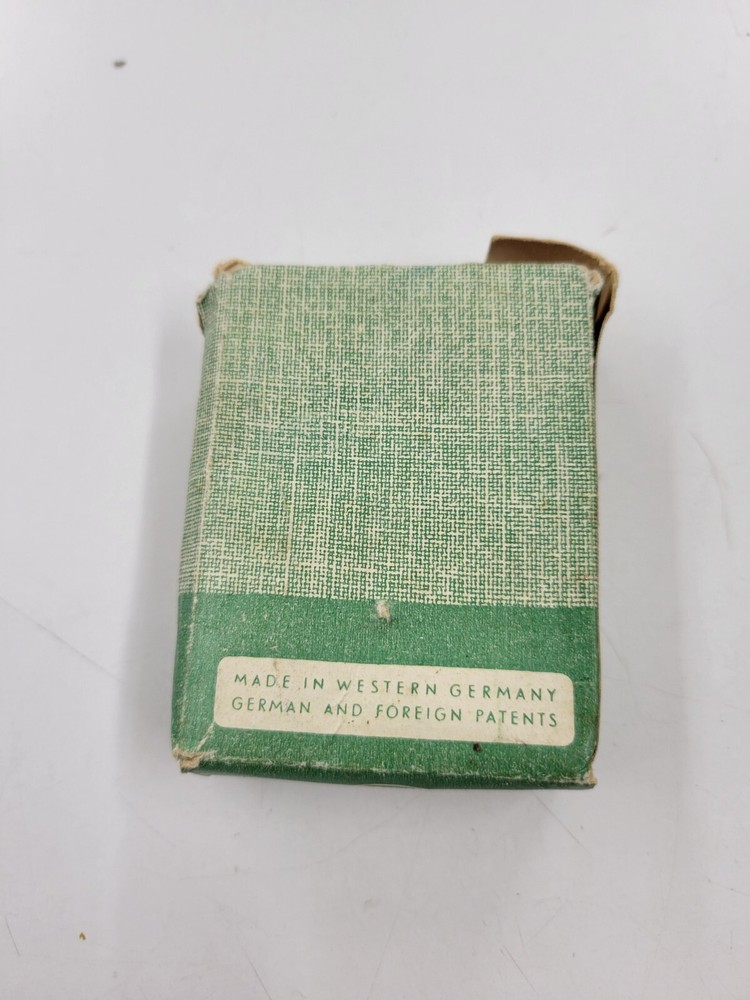 MADE IN WESTERN GERMANY
GERMAN AND FOREIGN PATENTS